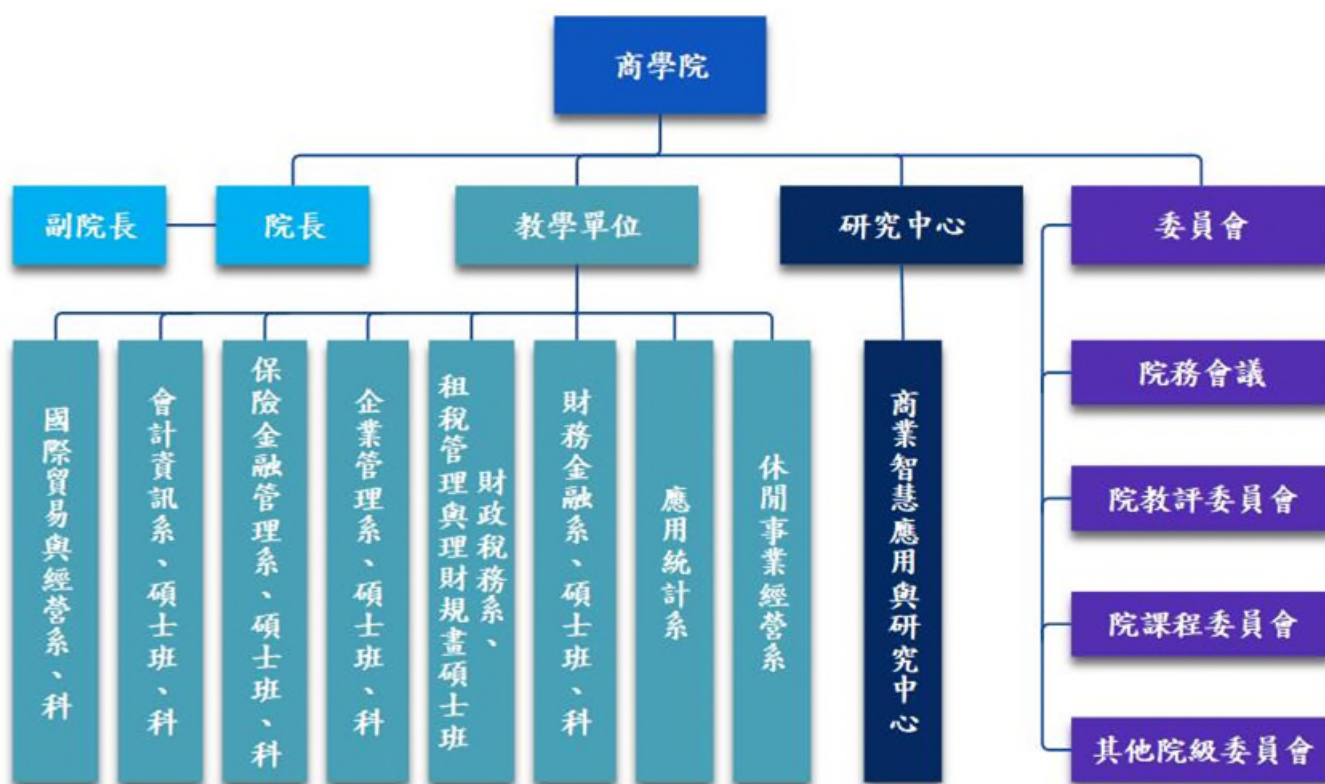 商學院
副院長
院長
教學單位
研究中心
委員會
國際貿易與經營系、科
會計資訊系、碩士班、科
保險金融管理系、碩士班、科
企業管理系、碩士班、科
財政稅務系、
租稅管理與理財規畫碩士班
財務金融系、碩士班、科
應用統計系
休閒事業經營系
商業智慧應用與研究中心
院務會議
院教評委員會
院課程委員會
其他院級委員會